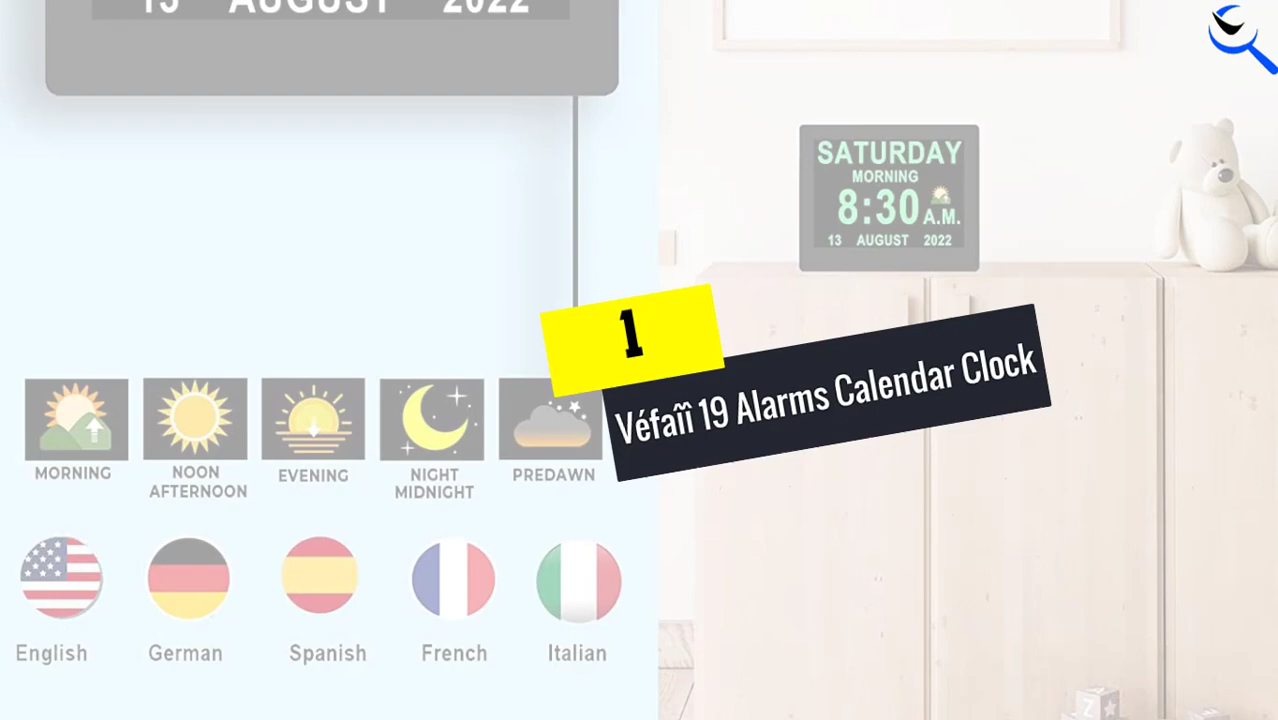 13 AUGUST 2022
SATURDAY
MORNING
8:30 A.M.
13 AUGUST 2022
1
Véfaîî 19 Alarms Calendar Clock
MORNING
NOON
AFTERNOON
EVENING
NIGHT
MIDNIGHT
PREDAWN
English
German
Spanish
French
Italian
Z